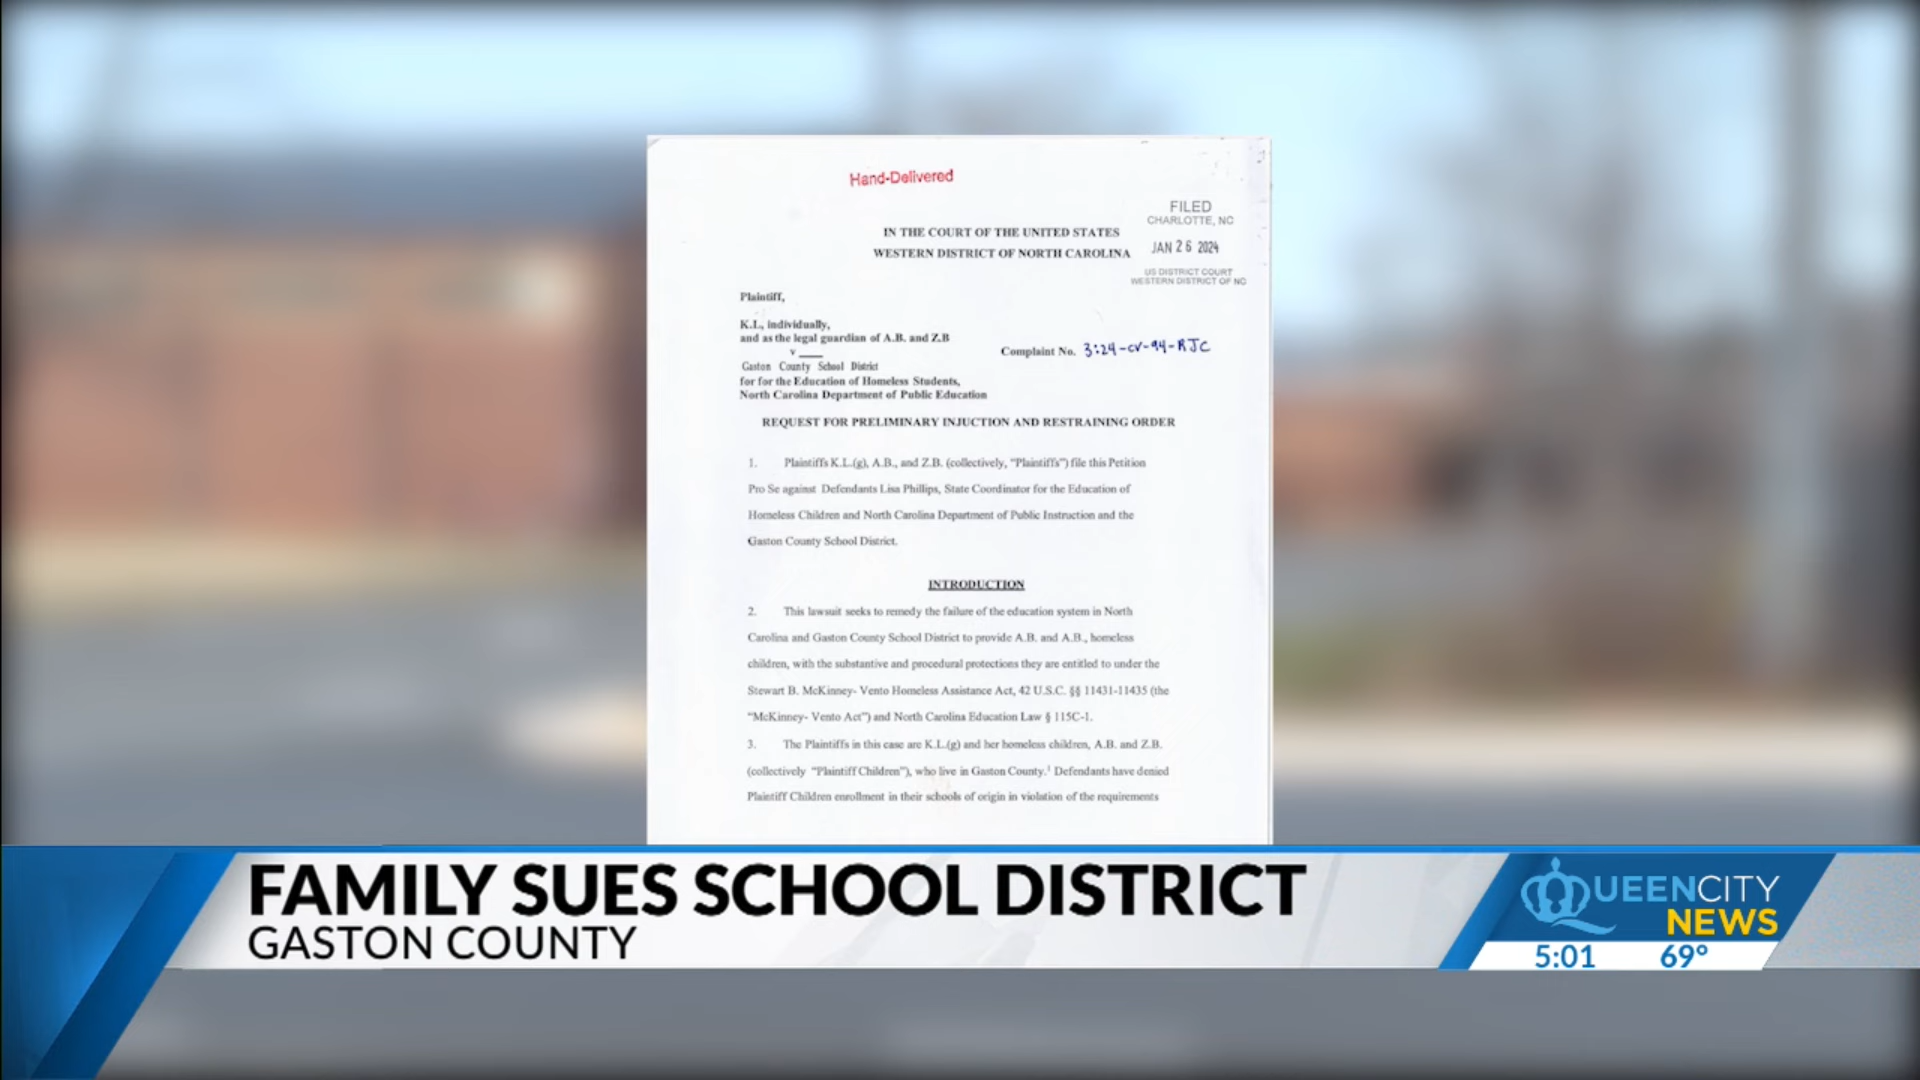 Hand-Delivered
FILED
CHARLOTTE, NC
JAN 26 2024
US DISTRICT COURT
WESTERN DISTRICT OF NC
IN THE COURT OF THE UNITED STATES
WESTERN DISTRICT OF NORTH CAROLINA
Plaintiff,
K.L, individually,
and as the legal guardian of A.B. and Z.B
v ___
Gaston County School District
for for the Education of Homeless Students,
North Carolina Department of Public Education
Complaint No. 3:24-cv-94-RJC
REQUEST FOR PRELIMINARY INJUCTION AND RESTRAINING ORDER
1. Plaintiffs K.L.(g), A.B., and Z.B. (collectively, “Plaintiffs”) file this Petition
Pro Se against Defendants Lisa Phillips, State Coordinator for the Education of
Homeless Children and North Carolina Department of Public Instruction and the
Gaston County School District.
INTRODUCTION
2. This lawsuit seeks to remedy the failure of the education system in North
Carolina and Gaston County School District to provide A.B. and A.B., homeless
children, with the substantive and procedural protections they are entitled to under the
Stewart B. McKinney- Vento Homeless Assistance Act, 42 U.S.C. §§ 11431-11435 (the
“McKinney- Vento Act”) and North Carolina Education Law § 115C-1.
3. The Plaintiffs in this case are K.L.(g) and her homeless children, A.B. and Z.B.
(collectively “Plaintiff Children”), who live in Gaston County.¹ Defendants have denied
Plaintiff Children enrollment in their schools of origin in violation of the requirements
FAMILY SUES SCHOOL DISTRICT
GASTON COUNTY
QUEENCITY
NEWS
5:01 69°